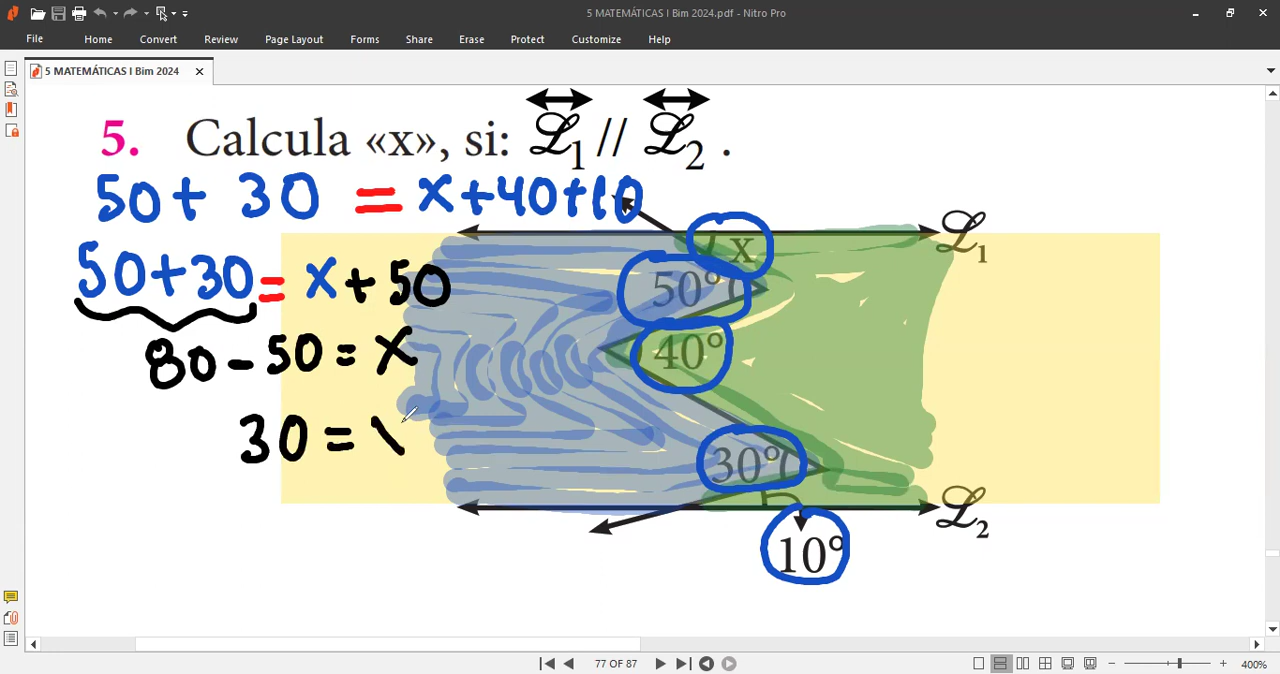 5 MATEMÁTICAS I Bim 2024.pdf - Nitro Pro
File Home Convert Review Page Layout Forms Share Erase Protect Customize Help
5 MATEMÁTICAS I Bim 2024 ×
5. Calcula «x», si: ℒ1 // ℒ2 .
50+ 30 = x+40+10
x
ℒ1
50+30 = x + 50
50°
80 - 50 = x
40°
30 =
30°
ℒ2
10°
77 OF 87
400%